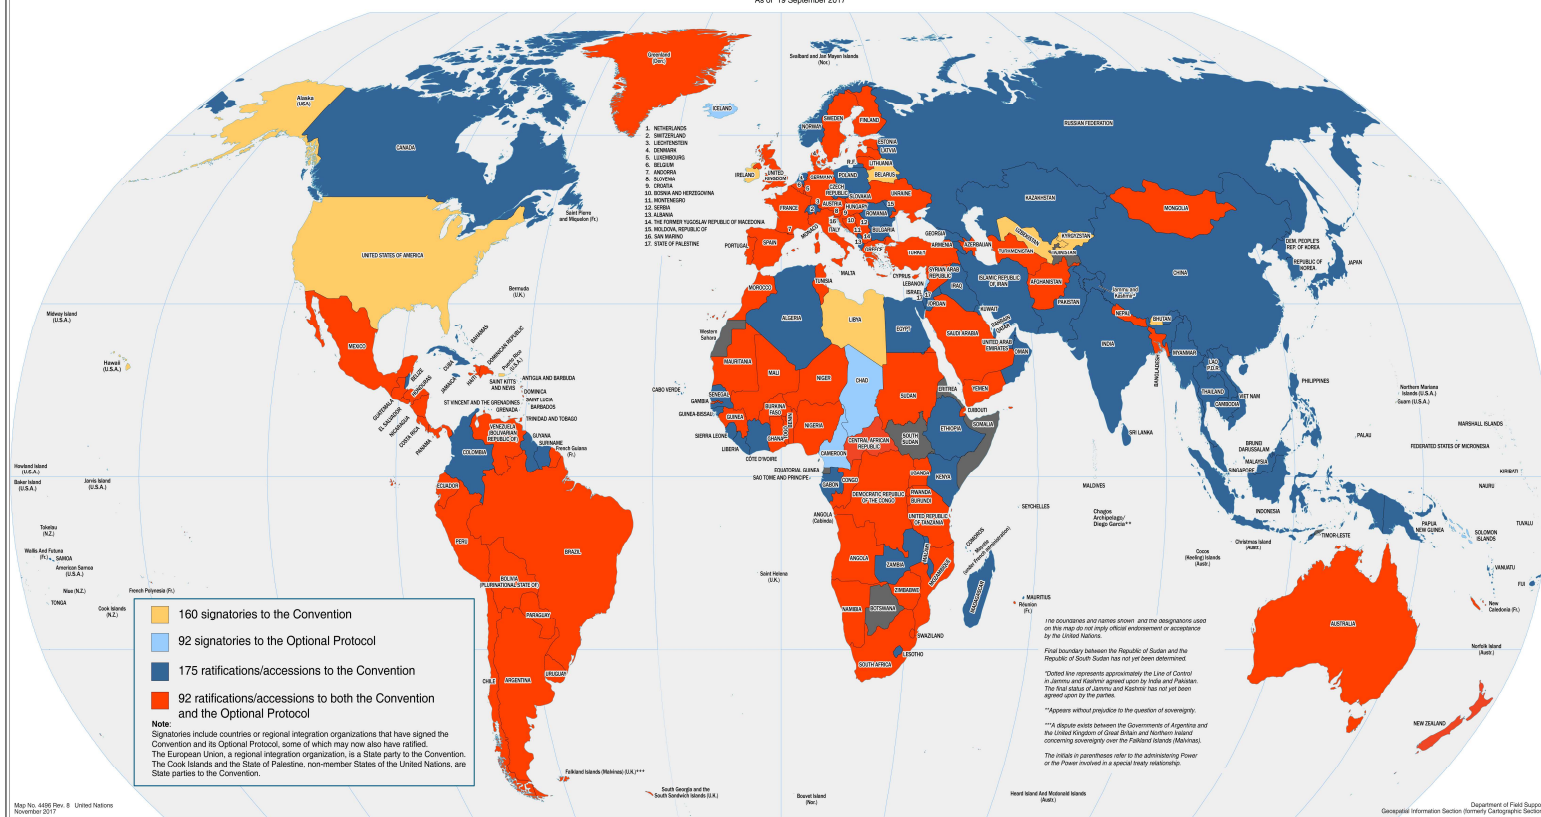 As of 19 September 2017
Greenland
(Den.)
Svalbard and Jan Mayen Islands
(Nor.)
Alaska
(USA)
ICELAND
CANADA
RUSSIAN FEDERATION
NORWAY
SWEDEN
FINLAND
ESTONIA
LATVIA
LITHUANIA
R.F.
BELARUS
POLAND
IRELAND
UNITED
KINGDOM
GERMANY
CZECH
REPUBLIC
SLOVAKIA
UKRAINE
AUSTRIA
HUNGARY
ROMANIA
FRANCE
ITALY
MONACO
BULGARIA
PORTUGAL
SPAIN
GREECE
TURKEY
GEORGIA
ARMENIA
AZERBAIJAN
KAZAKHSTAN
UZBEKISTAN
TURKMENISTAN
KYRGYZSTAN
TAJIKISTAN
MONGOLIA
1. NETHERLANDS
2. SWITZERLAND
3. LIECHTENSTEIN
4. DENMARK
5. LUXEMBOURG
6. BELGIUM
7. ANDORRA
8. SLOVENIA
9. CROATIA
10. BOSNIA AND HERZEGOVINA
11. MONTENEGRO
12. SERBIA
13. ALBANIA
14. THE FORMER YUGOSLAV REPUBLIC OF MACEDONIA
15. MOLDOVA, REPUBLIC OF
16. SAN MARINO
17. STATE OF PALESTINE
Saint Pierre
and Miquelon (Fr.)
UNITED STATES OF AMERICA
Bermuda
(U.K.)
MALTA
TUNISIA
CYPRUS
LEBANON
ISRAEL
17
17
SYRIAN ARAB
REPUBLIC
IRAQ
JORDAN
ISLAMIC REPUBLIC
OF IRAN
AFGHANISTAN
KUWAIT
PAKISTAN
Jammu and
Kashmir*
CHINA
DEM. PEOPLE'S
REP. OF KOREA
REPUBLIC OF
KOREA
JAPAN
Midway Island
(U.S.A.)
Hawaii
(U.S.A.)
MEXICO
BAHAMAS
CUBA
DOMINICAN REPUBLIC
Puerto Rico
(U.S.A.)
JAMAICA
HAITI
BELIZE
HONDURAS
GUATEMALA
EL SALVADOR
NICARAGUA
COSTA RICA
PANAMA
SAINT KITTS
AND NEVIS
ANTIGUA AND BARBUDA
DOMINICA
SAINT LUCIA
BARBADOS
ST VINCENT AND THE GRENADINES
GRENADA
TRINIDAD AND TOBAGO
VENEZUELA
(BOLIVARIAN
REPUBLIC OF)
GUYANA
SURINAME
French Guiana
(Fr.)
COLOMBIA
ECUADOR
PERU
BRAZIL
BOLIVIA
(PLURINATIONAL STATE OF)
PARAGUAY
URUGUAY
CHILE
ARGENTINA
MOROCCO
Western
Sahara
ALGERIA
LIBYA
EGYPT
MAURITANIA
MALI
NIGER
CHAD
SUDAN
ERITREA
CABO VERDE
SENEGAL
GAMBIA
GUINEA-BISSAU
GUINEA
BURKINA
FASO
BENIN
TOGO
GHANA
NIGERIA
SIERRA LEONE
LIBERIA
CÔTE D'IVOIRE
CENTRAL AFRICAN
REPUBLIC
CAMEROON
SOUTH
SUDAN
ETHIOPIA
DJIBOUTI
SOMALIA
EQUATORIAL GUINEA
SAO TOME AND PRINCIPE
GABON
CONGO
DEMOCRATIC REPUBLIC
OF THE CONGO
UGANDA
KENYA
RWANDA
BURUNDI
UNITED REPUBLIC
OF TANZANIA
ANGOLA
(Cabinda)
ANGOLA
ZAMBIA
MALAWI
MOZAMBIQUE
ZIMBABWE
NAMIBIA
BOTSWANA
SWAZILAND
LESOTHO
SOUTH AFRICA
COMOROS
Mayotte
(under French administration)
MADAGASCAR
MAURITIUS
Réunion
(Fr.)
SEYCHELLES
MALDIVES
Chagos
Archipelago/
Diego Garcia**
SAUDI ARABIA
BAHRAIN
QATAR
UNITED ARAB
EMIRATES
OMAN
YEMEN
NEPAL
BHUTAN
INDIA
BANGLADESH
MYANMAR
LAO
P.D.R.
THAILAND
VIET NAM
CAMBODIA
SRI LANKA
PHILIPPINES
BRUNEI
DARUSSALAM
MALAYSIA
SINGAPORE
INDONESIA
TIMOR-LESTE
PAPUA
NEW GUINEA
PALAU
Northern Mariana
Islands (U.S.A.)
Guam (U.S.A.)
MARSHALL ISLANDS
FEDERATED STATES OF MICRONESIA
KIRIBATI
NAURU
SOLOMON
ISLANDS
TUVALU
VANUATU
FIJI
New
Caledonia (Fr.)
Norfolk Island
(Austr.)
AUSTRALIA
NEW ZEALAND
Christmas Island
(Austr.)
Cocos
(Keeling) Islands
(Austr.)
Howland Island
(U.S.A.)
Baker Island
(U.S.A.)
Jarvis Island
(U.S.A.)
Tokelau
(N.Z.)
Wallis And Futuna
(Fr.)
SAMOA
American Samoa
(U.S.A.)
Niue (N.Z.)
TONGA
Cook Islands
(N.Z.)
French Polynesia (Fr.)
Saint Helena
(U.K.)
160 signatories to the Convention
92 signatories to the Optional Protocol
175 ratifications/accessions to the Convention
92 ratifications/accessions to both the Convention
and the Optional Protocol
Note:
Signatories include countries or regional integration organizations that have signed the
Convention and its Optional Protocol, some of which may now also have ratified.
The European Union, a regional integration organization, is a State party to the Convention.
The Cook Islands and the State of Palestine, non-member States of the United Nations, are
State parties to the Convention.
The boundaries and names shown and the designations used
on this map do not imply official endorsement or acceptance
by the United Nations.
Final boundary between the Republic of Sudan and the
Republic of South Sudan has not yet been determined.
*Dotted line represents approximately the Line of Control
in Jammu and Kashmir agreed upon by India and Pakistan.
The final status of Jammu and Kashmir has not yet been
agreed upon by the parties.
**Appears without prejudice to the question of sovereignty.
***A dispute exists between the Governments of Argentina and
the United Kingdom of Great Britain and Northern Ireland
concerning sovereignty over the Falkland Islands (Malvinas).
The initials in parentheses refer to the administering Power
or the Power involved in a special treaty relationship.
Falkland Islands (Malvinas) (U.K.)***
South Georgia and the
South Sandwich Islands (U.K.)
Bouvet Island
(Nor.)
Heard Island And Mcdonald Islands
(Austr.)
Map No. 4496 Rev. 8 United Nations
November 2017
Department of Field Suppo
Geospatial Information Section (formerly Cartographic Section